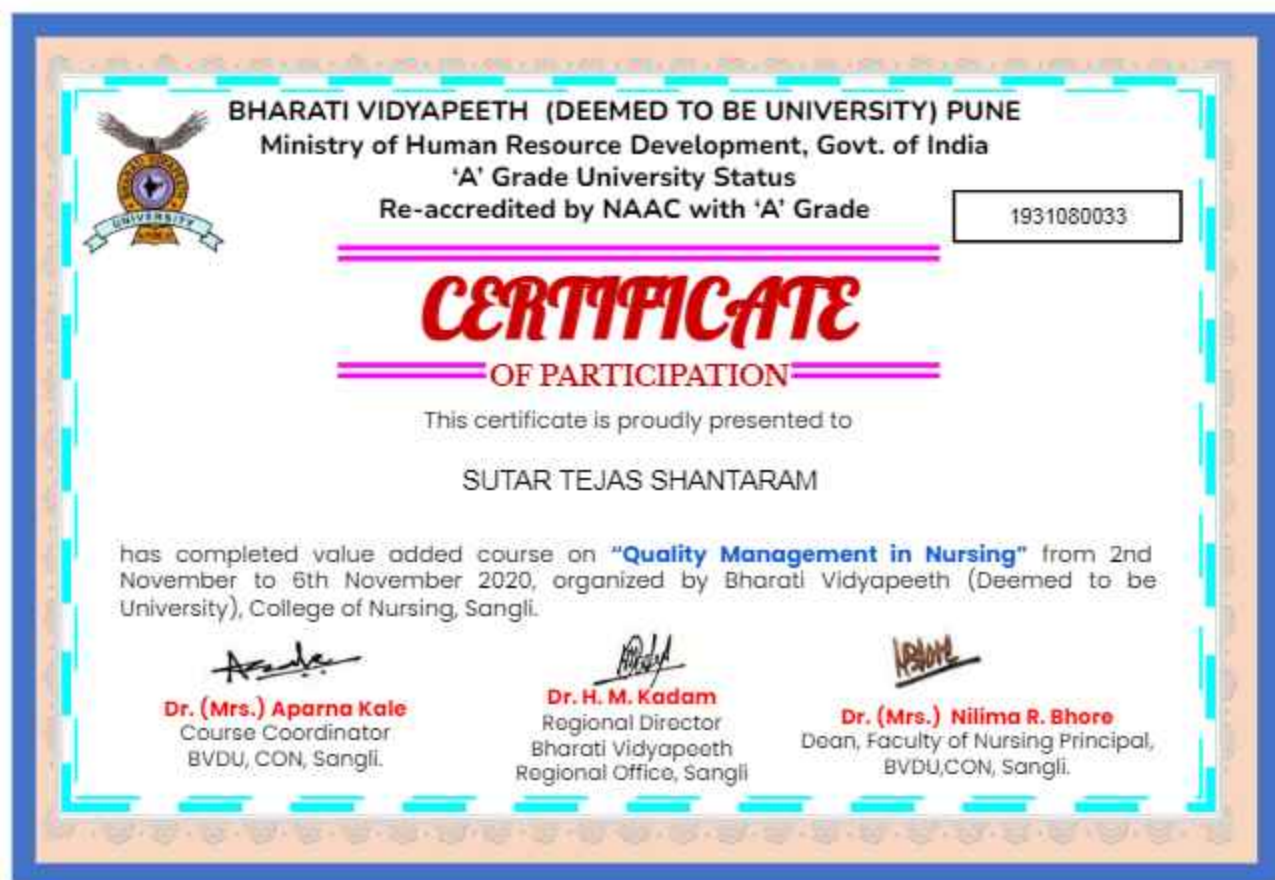 BHARATI VIDYAPEETH (DEEMED TO BE UNIVERSITY) PUNE
Ministry of Human Resource Development, Govt. of India
‘A’ Grade University Status
Re-accredited by NAAC with ‘A’ Grade
1931080033
BHARATI VIDYAPEETH
UNIVERSITY
CERTIFICATE
OF PARTICIPATION
This certificate is proudly presented to
SUTAR TEJAS SHANTARAM
has completed value added course on “Quality Management in Nursing” from 2nd
November to 6th November 2020, organized by Bharati Vidyapeeth (Deemed to be
University), College of Nursing, Sangli.
Dr. (Mrs.) Aparna Kale
Course Coordinator
BVDU, CON, Sangli.
Dr. H. M. Kadam
Regional Director
Bharati Vidyapeeth
Regional Office, Sangli
Dr. (Mrs.) Nilima R. Bhore
Dean, Faculty of Nursing Principal,
BVDU,CON, Sangli.